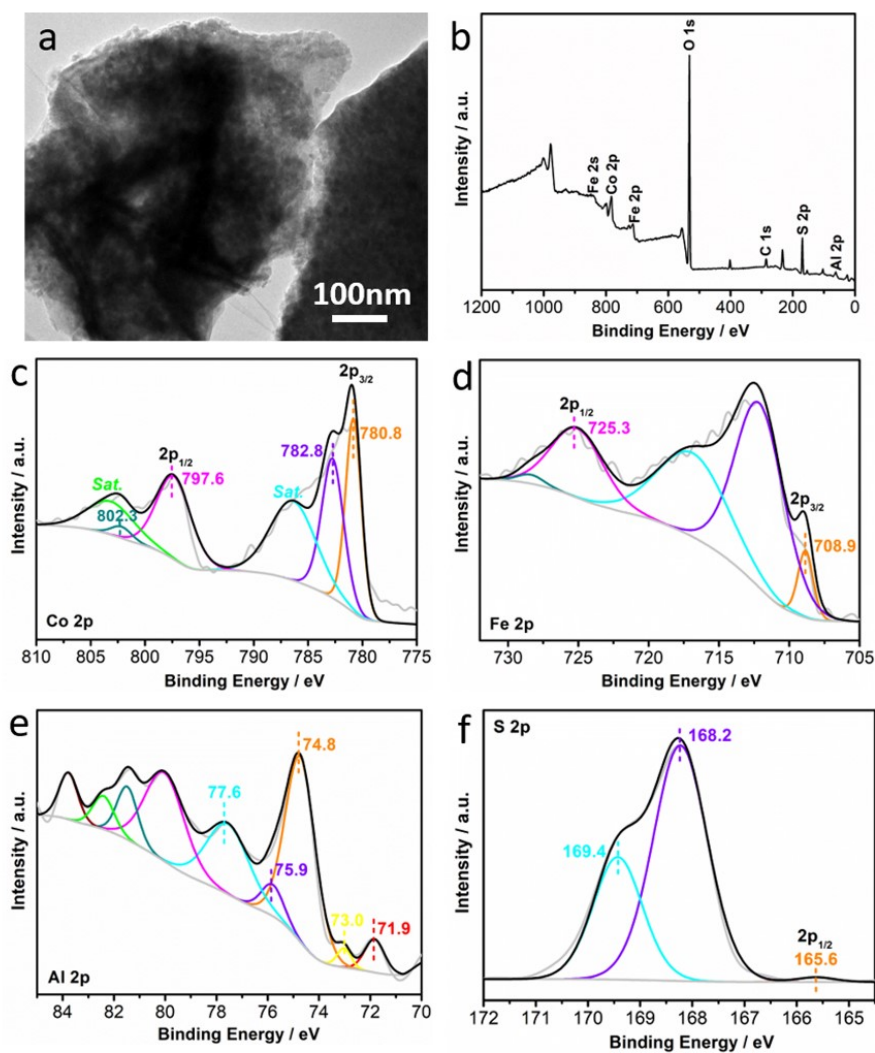 a
100nm
b
O 1s
Fe 2s
Co 2p
Fe 2p
C 1s
S 2p
Al 2p
Intensity / a.u.
1200 1000 800 600 400 200 0
Binding Energy / eV
c
2p3/2
780.8
782.8
2p1/2
797.6
Sat.
Sat.
802.3
Co 2p
Intensity / a.u.
810 805 800 795 790 785 780 775
Binding Energy / eV
d
2p1/2
725.3
2p3/2
708.9
Fe 2p
Intensity / a.u.
730 725 720 715 710 705
Binding Energy / eV
e
74.8
77.6
75.9
73.0
71.9
Al 2p
Intensity / a.u.
84 82 80 78 76 74 72 70
Binding Energy / eV
f
S 2p
168.2
169.4
2p1/2
165.6
Intensity / a.u.
172 171 170 169 168 167 166 165
Binding Energy / eV